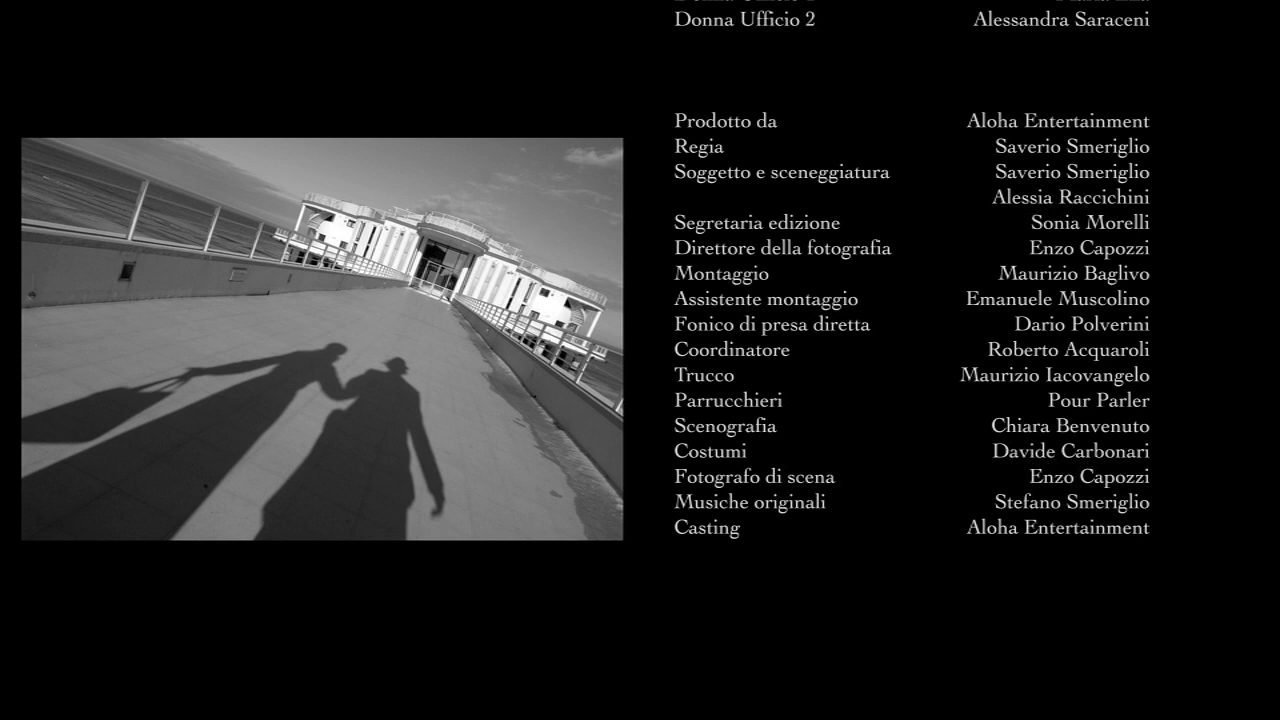 Donna Ufficio 2 Alessandra Saraceni
Prodotto da Aloha Entertainment
Regia Saverio Smeriglio
Soggetto e sceneggiatura Saverio Smeriglio
Alessia Raccichini
Segretaria edizione Sonia Morelli
Direttore della fotografia Enzo Capozzi
Montaggio Maurizio Baglivo
Assistente montaggio Emanuele Muscolino
Fonico di presa diretta Dario Polverini
Coordinatore Roberto Acquaroli
Trucco Maurizio Iacovangelo
Parrucchieri Pour Parler
Scenografia Chiara Benvenuto
Costumi Davide Carbonari
Fotografo di scena Enzo Capozzi
Musiche originali Stefano Smeriglio
Casting Aloha Entertainment